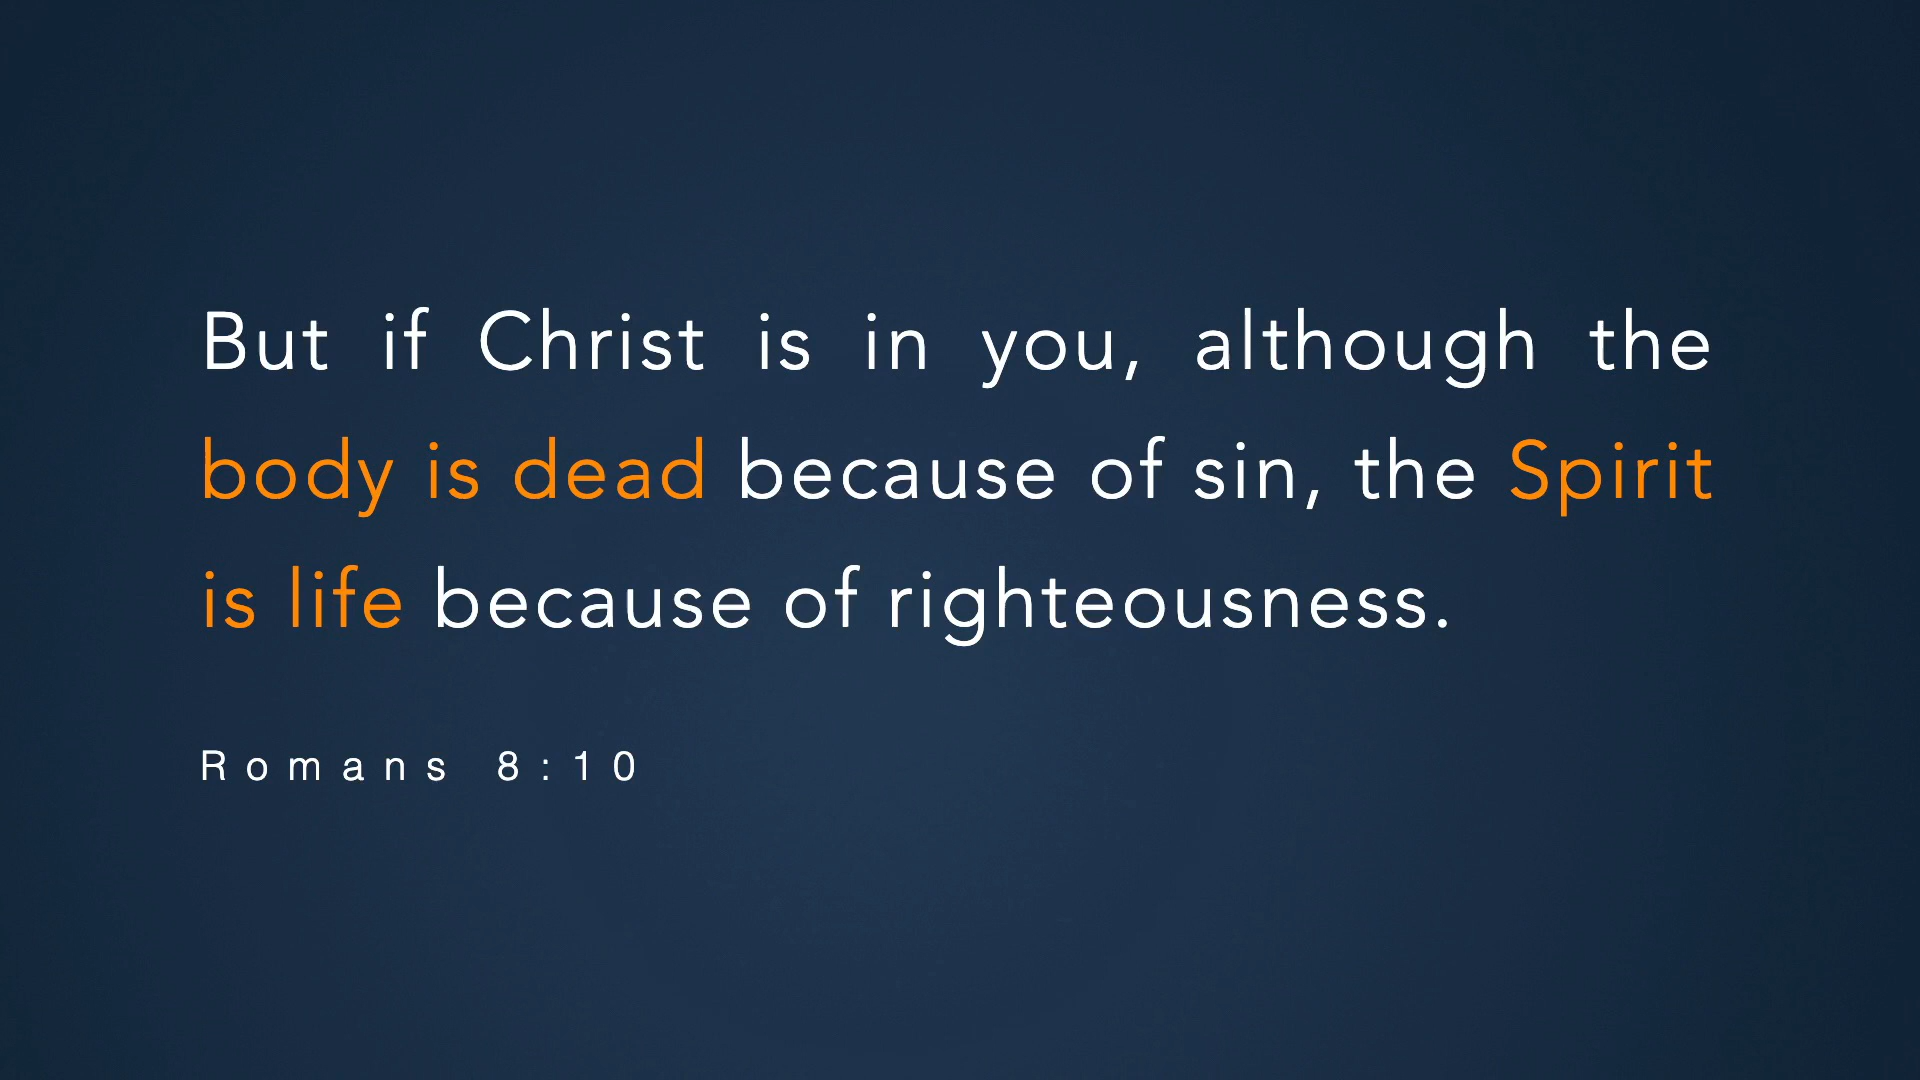 But if Christ is in you, although the
body is dead because of sin, the Spirit
is life because of righteousness.
Romans 8:10